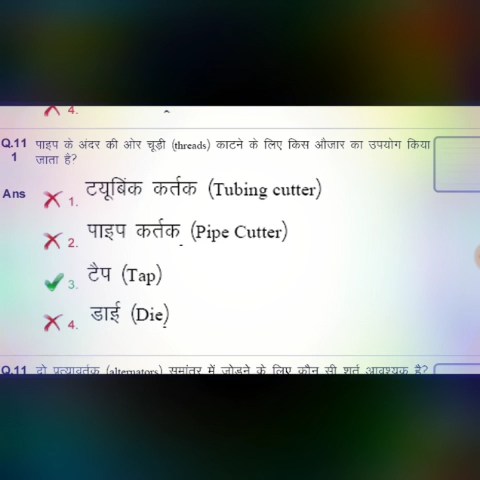 4.
Q.11 पाइप के अंदर की ओर चूड़ी (threads) काटने के लिए किस औजार का उपयोग किया
1 जाता है?
Ans
1. टयूबिंक कर्तक (Tubing cutter)
2. पाइप कर्तक (Pipe Cutter)
3. टैप (Tap)
4. डाई (Die)
Q.11 दो प्रत्यावर्तक (alternators) समांतर में जोड़ने के लिए कौन सी शर्त आवश्यक है?